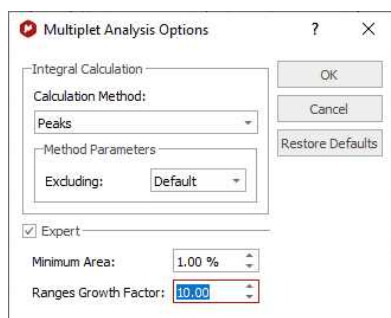 Multiplet Analysis Options ? ×
Integral Calculation
Calculation Method:
Peaks
Method Parameters
Excluding: Default
Expert
Minimum Area: 1.00 %
Ranges Growth Factor: 10.00
OK
Cancel
Restore Defaults